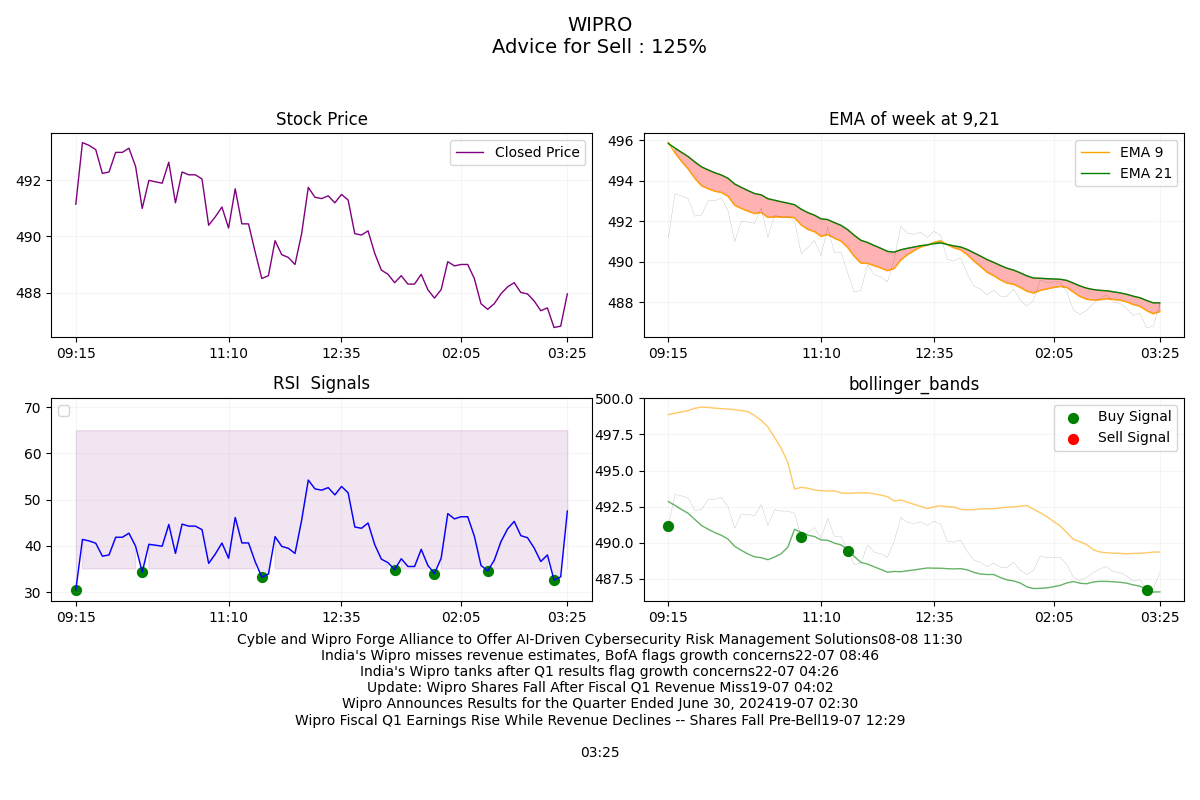 WIPRO
Advice for Sell : 125%
Stock Price
Closed Price
492
490
488
09:15
11:10
12:35
02:05
03:25
EMA of week at 9,21
EMA 9
EMA 21
496
494
492
490
488
09:15
11:10
12:35
02:05
03:25
RSI  Signals
70
60
50
40
30
09:15
11:10
12:35
02:05
03:25
bollinger_bands
Buy Signal
Sell Signal
500.0
497.5
495.0
492.5
490.0
487.5
09:15
11:10
12:35
02:05
03:25
Cyble and Wipro Forge Alliance to Offer AI-Driven Cybersecurity Risk Management Solutions08-08 11:30
India's Wipro misses revenue estimates, BofA flags growth concerns22-07 08:46
India's Wipro tanks after Q1 results flag growth concerns22-07 04:26
Update: Wipro Shares Fall After Fiscal Q1 Revenue Miss19-07 04:02
Wipro Announces Results for the Quarter Ended June 30, 202419-07 02:30
Wipro Fiscal Q1 Earnings Rise While Revenue Declines -- Shares Fall Pre-Bell19-07 12:29
03:25